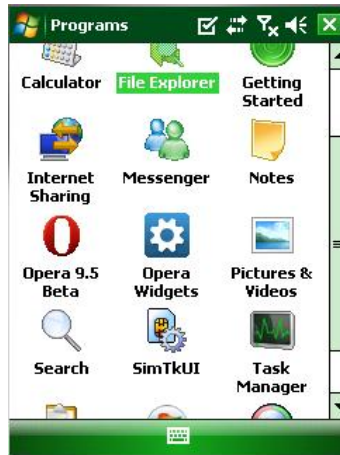 Programs
Calculator File Explorer Getting
Started
Internet Messenger Notes
Sharing
Opera 9.5 Opera Pictures &
Beta Widgets Videos
Search SimTkUI Task
Manager